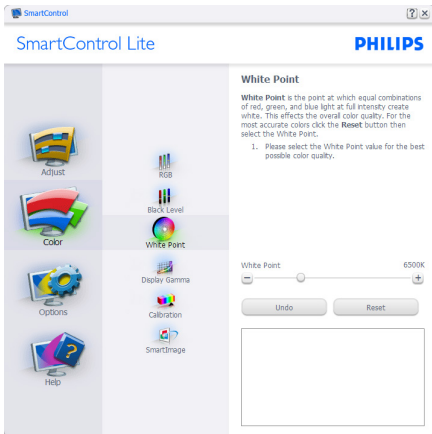 SmartControl
SmartControl Lite
PHILIPS
Adjust
Color
Options
Help
RGB
Black Level
White Point
Display Gamma
Calibration
SmartImage
White Point
White Point is the point at which equal combinations
of red, green, and blue light at full intensity create
white. This effects the overall color quality. For the
most accurate colors click the Reset button then
select the White Point.
1. Please select the White Point value for the best
possible color quality.
White Point 6500K
Undo Reset